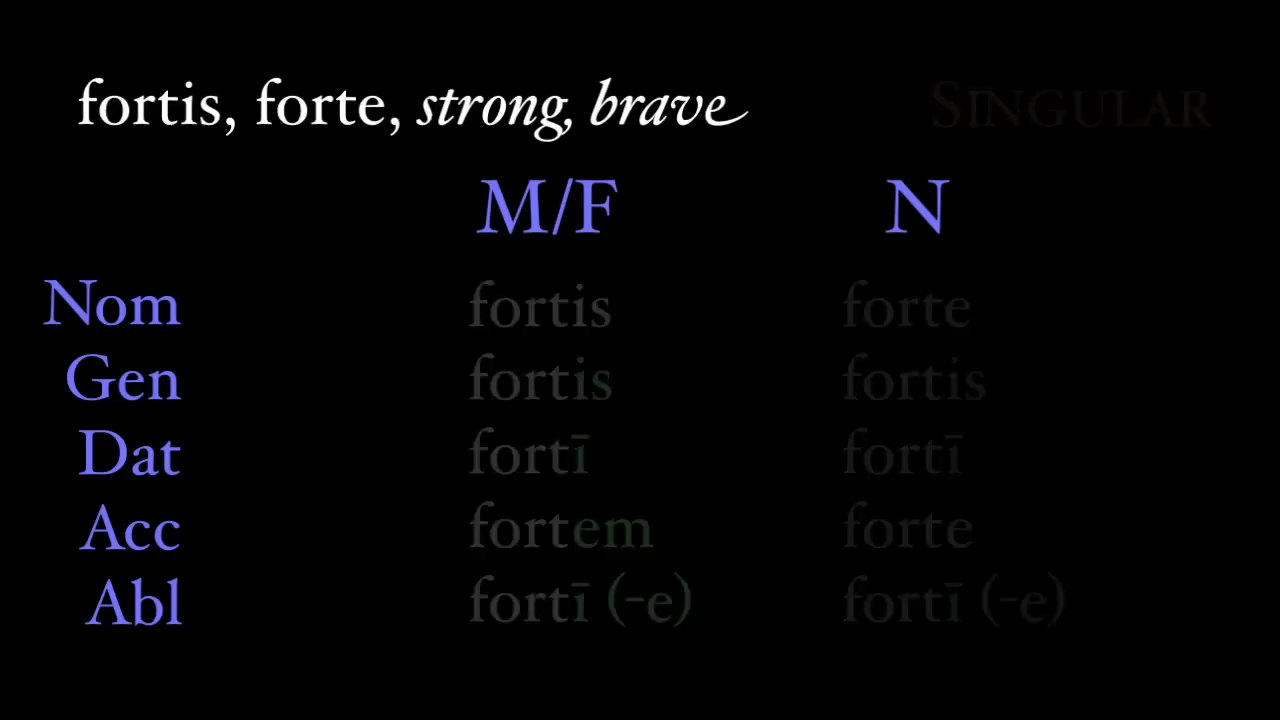 fortis, forte, strong, brave SINGULAR
M/F N
Nom fortis forte
Gen fortis fortis
Dat fortī fortī
Acc fortem forte
Abl fortī (-e) fortī (-e)